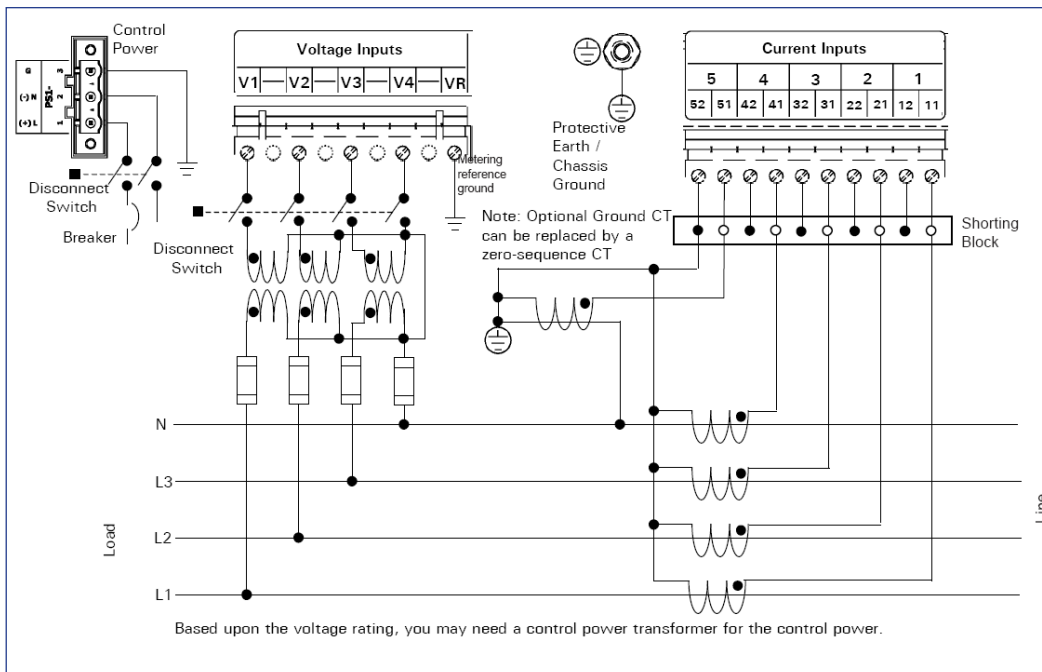 Control
Power
G 3
(-) N 2
(+) L 1
PS1-
Disconnect
Switch
Breaker
Voltage Inputs
V1 — V2 — V3 — V4 — VR
Metering
reference
ground
Disconnect
Switch
Protective
Earth /
Chassis
Ground
Note: Optional Ground CT
can be replaced by a
zero-sequence CT
Current Inputs
5 4 3 2 1
52 51 42 41 32 31 22 21 12 11
Shorting
Block
N
L3
L2
L1
Load
Line
Based upon the voltage rating, you may need a control power transformer for the control power.